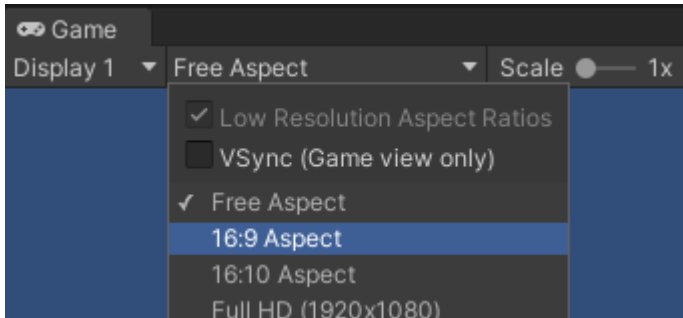 Game
Display 1 Free Aspect Scale 1x
Low Resolution Aspect Ratios
VSync (Game view only)
Free Aspect
16:9 Aspect
16:10 Aspect
Full HD (1920x1080)